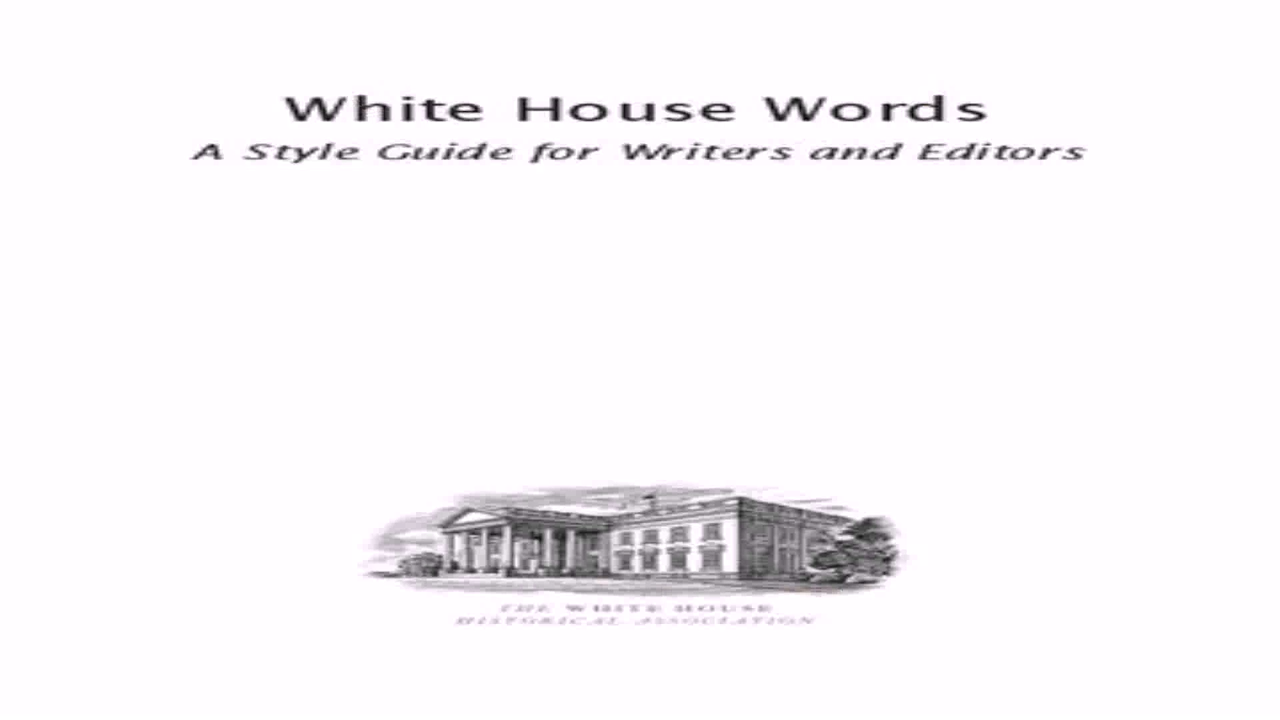 White House Words
A Style Guide for Writers and Editors
THE WHITE HOUSE
HISTORICAL ASSOCIATION